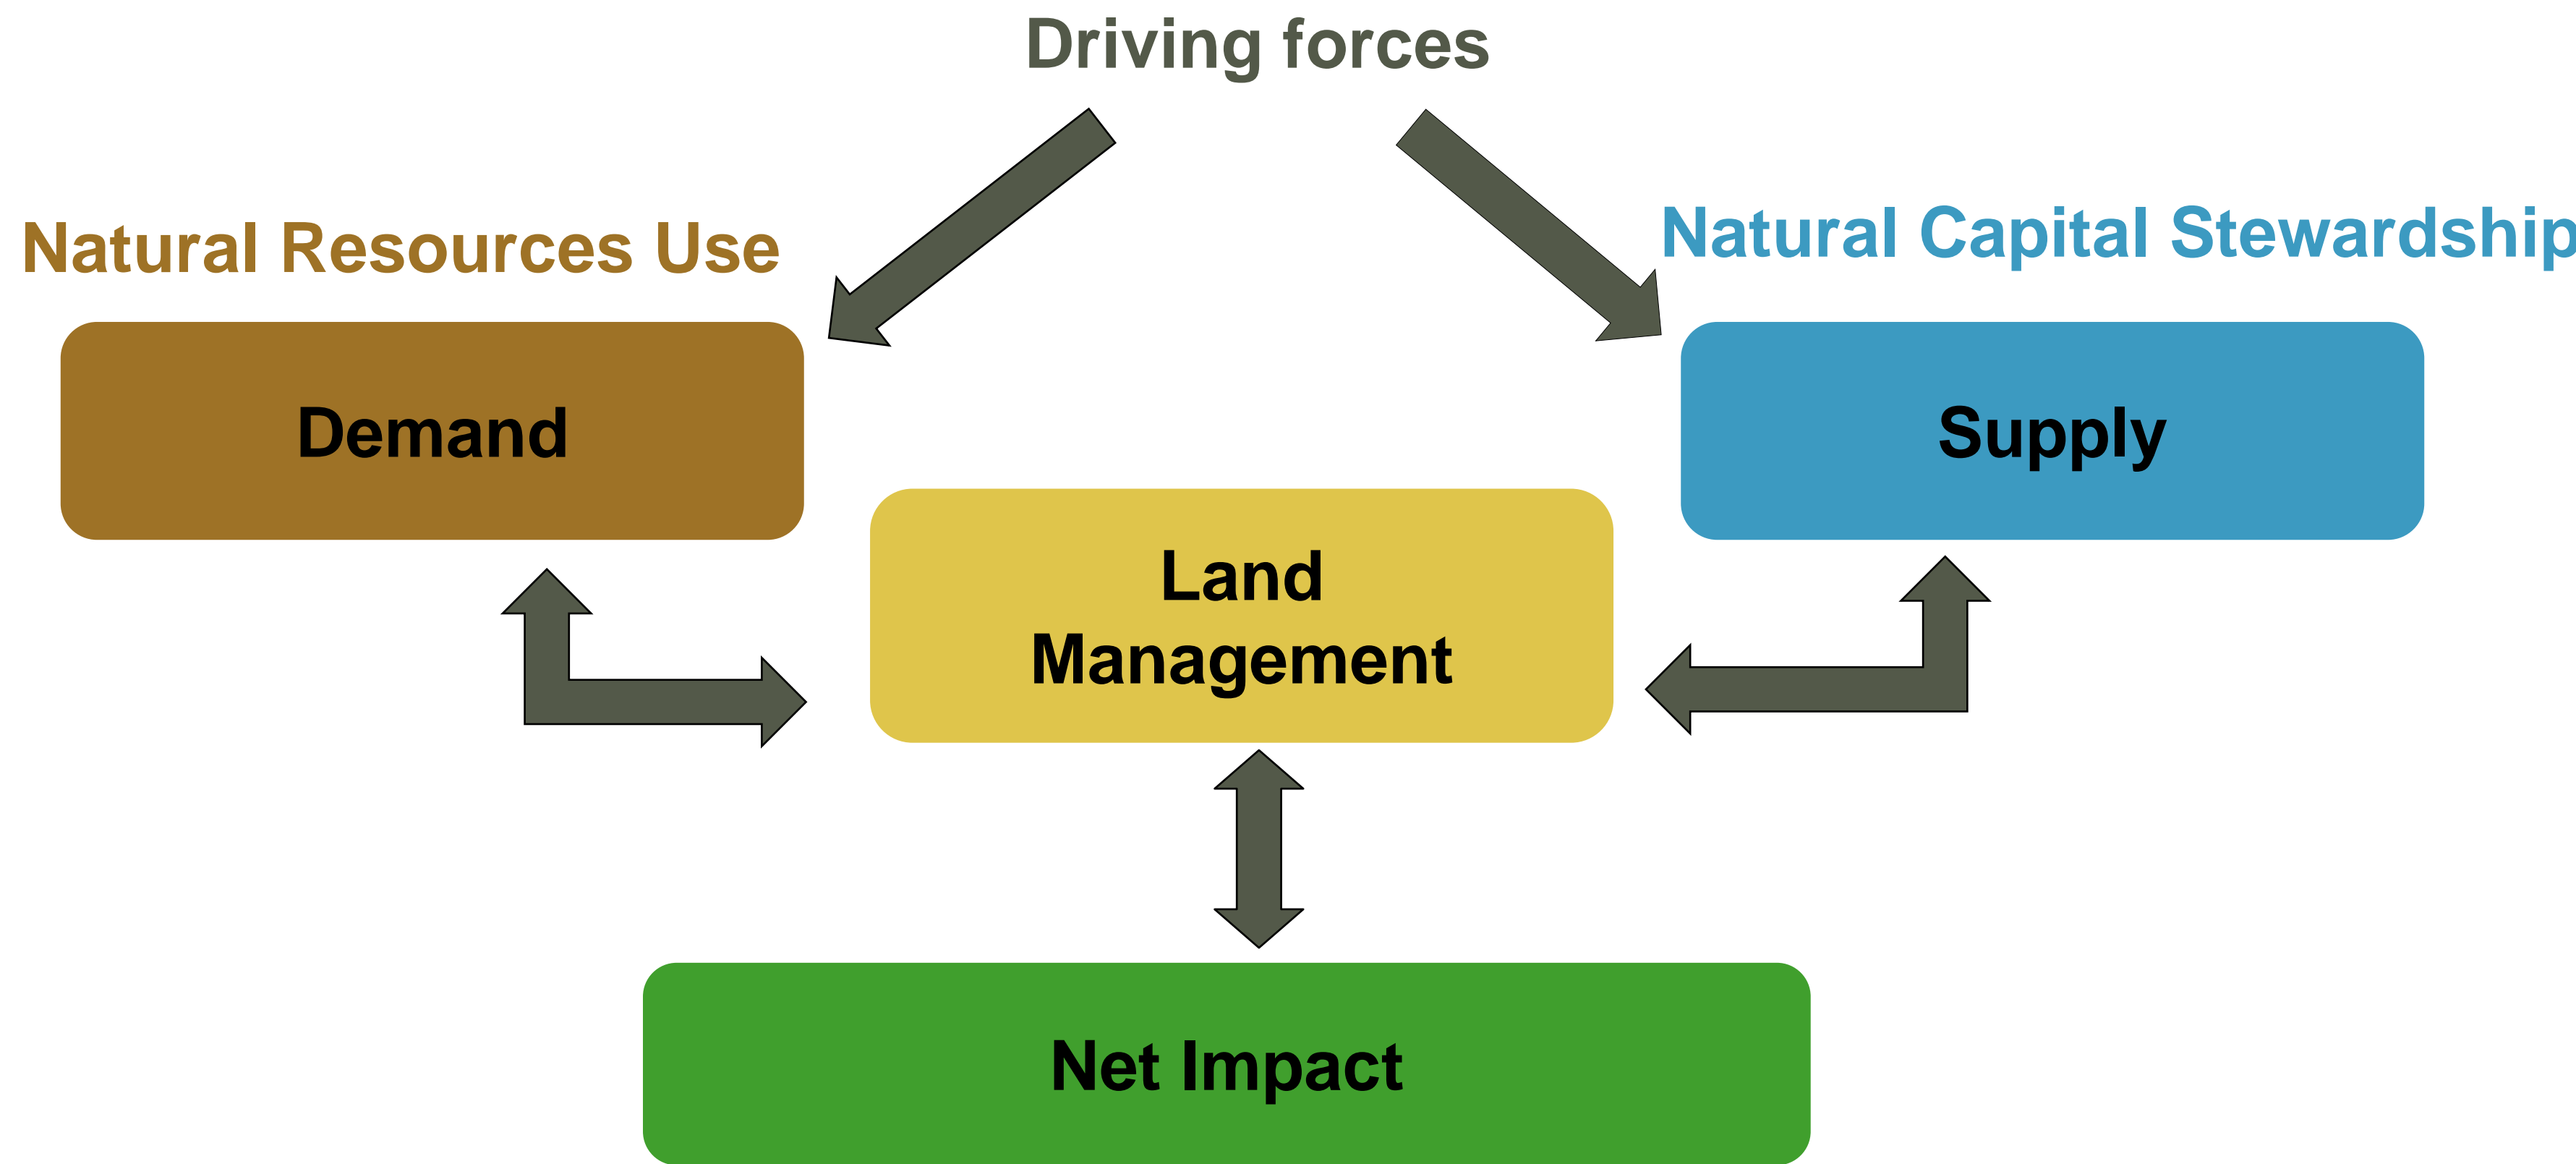 Driving forces
Natural Resources Use
Natural Capital Stewardship
Demand
Supply
Land
Management
Net Impact